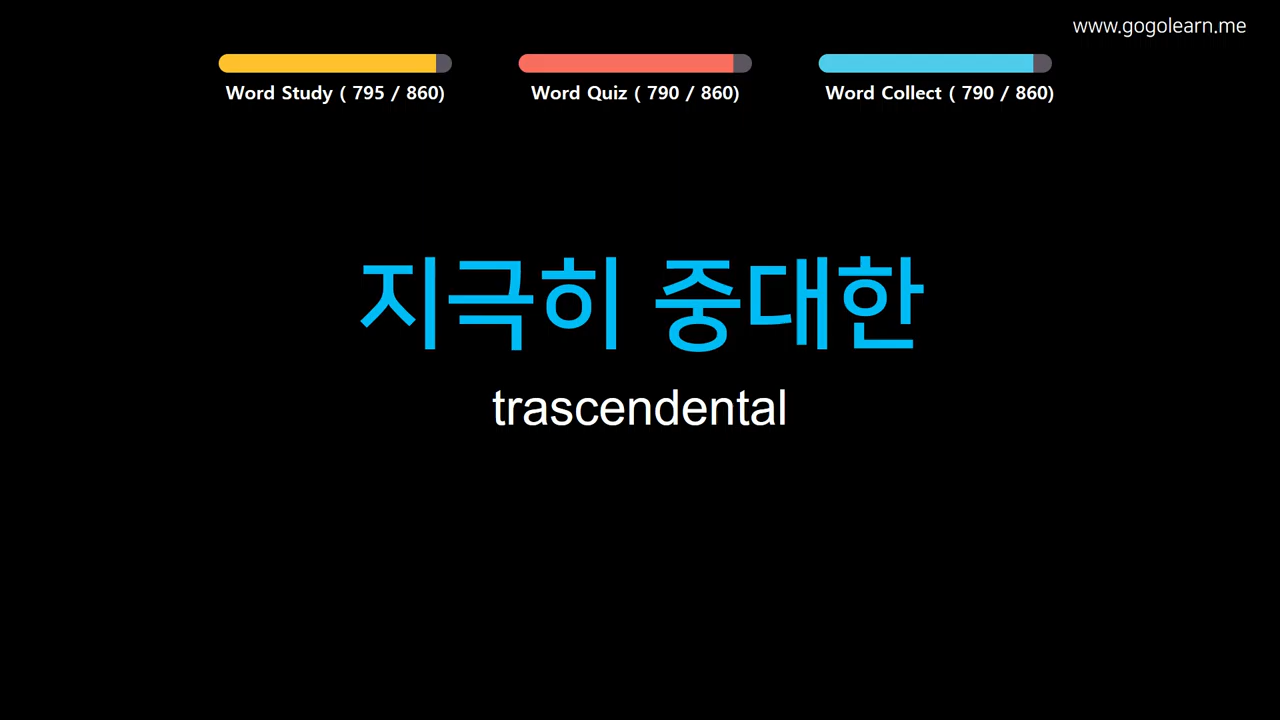 www.gogolearn.me
Word Study ( 795 / 860)
Word Quiz ( 790 / 860)
Word Collect ( 790 / 860)
지극히 중대한
trascendental